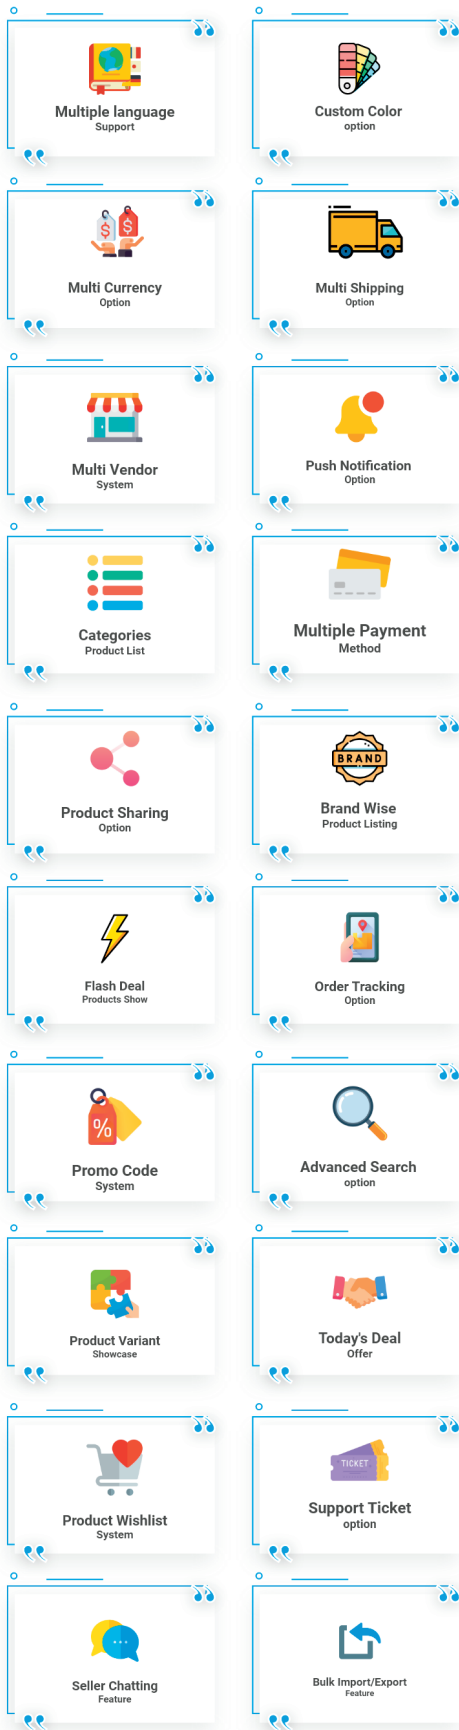 Multiple language
Support
Custom Color
option
$
$
Multi Currency
Option
Multi Shipping
Option
Multi Vendor
System
Push Notification
Option
Categories
Product List
Multiple Payment
Method
Product Sharing
Option
BRAND
Brand Wise
Product Listing
Flash Deal
Products Show
Order Tracking
Option
%
Promo Code
System
Advanced Search
option
Product Variant
Showcase
Today's Deal
Offer
Product Wishlist
System
TICKET
Support Ticket
option
Seller Chatting
Feature
Bulk Import/Export
Feature